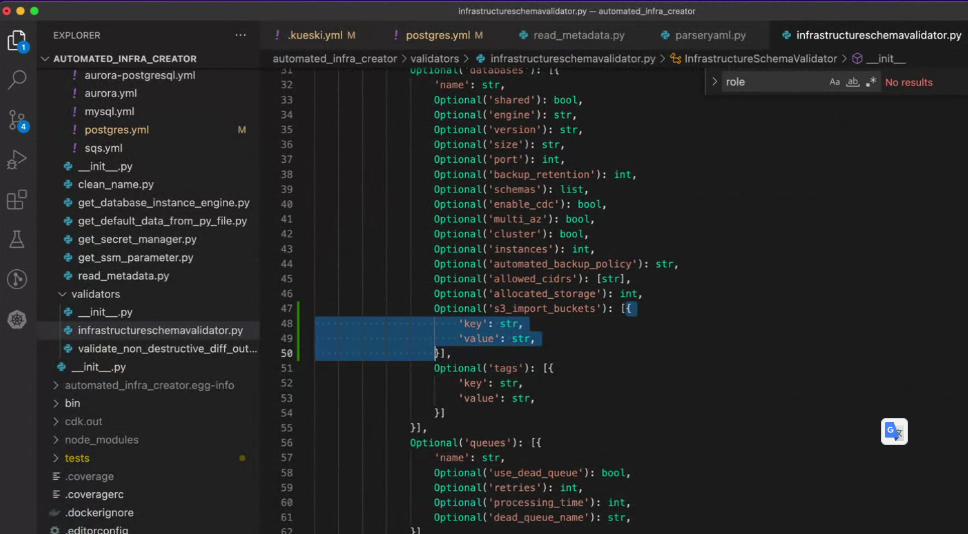 infrastructureschemavalidator.py — automated_infra_creator
EXPLORER
.kueski.yml M
postgres.yml M
read_metadata.py
parseryaml.py
infrastructureschemavalidator.py
AUTOMATED_INFRA_CREATOR
automated_infra_creator > validators > infrastructureschemavalidator.py > InfrastructureSchemaValidator > __init__
role
Aa
ab
.*
No results
1
4
! aurora-postgresql.yml
! aurora.yml
! mysql.yml
! postgres.yml M
! sqs.yml
__init__.py
clean_name.py
get_database_instance_engine.py
get_default_data_from_py_file.py
get_secret_manager.py
get_ssm_parameter.py
read_metadata.py
validators
__init__.py
infrastructureschemavalidator.py
validate_non_destructive_diff_out...
__init__.py
automated_infra_creator.egg-info
bin
cdk.out
node_modules
tests
.coverage
.coveragerc
.dockerignore
.editorconfig
31 Optional('databases'): [{
32 'name': str,
33 Optional('shared'): bool,
34 Optional('engine'): str,
35 Optional('version'): str,
36 Optional('size'): str,
37 Optional('port'): int,
38 Optional('backup_retention'): int,
39 Optional('schemas'): list,
40 Optional('enable_cdc'): bool,
41 Optional('multi_az'): bool,
42 Optional('cluster'): bool,
43 Optional('instances'): int,
44 Optional('automated_backup_policy'): str,
45 Optional('allowed_cidrs'): [str],
46 Optional('allocated_storage'): int,
47 Optional('s3_import_buckets'): [{
48 'key': str,
49 'value': str,
50 }],
51 Optional('tags'): [{
52 'key': str,
53 'value': str,
54 }]
55 }],
56 Optional('queues'): [{
57 'name': str,
58 Optional('use_dead_queue'): bool,
59 Optional('retries'): int,
60 Optional('processing_time'): int,
61 Optional('dead_queue_name'): str,
62 }]
G